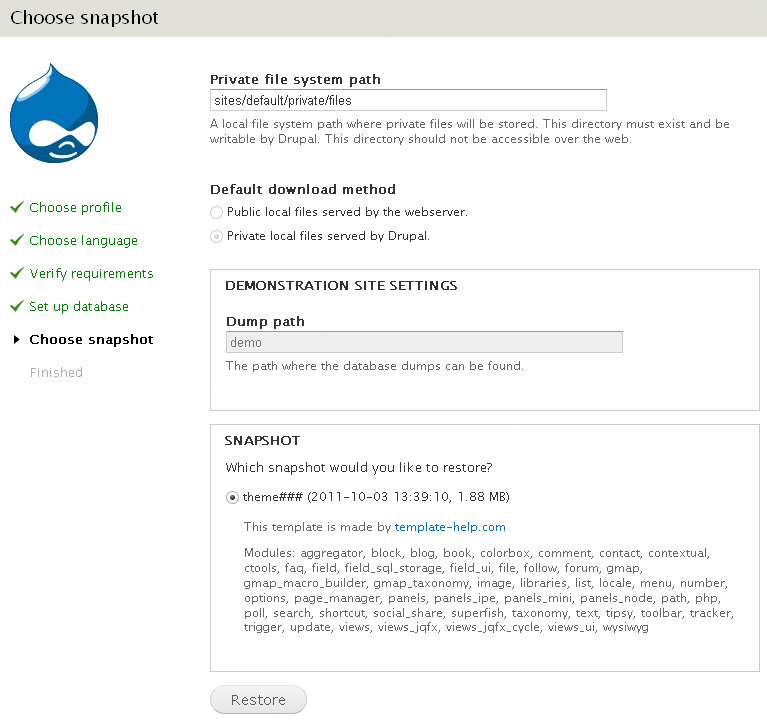 Choose snapshot
Private file system path
sites/default/private/files
A local file system path where private files will be stored. This directory must exist and be
writable by Drupal. This directory should not be accessible over the web.
Default download method
Public local files served by the webserver.
Private local files served by Drupal.
Choose profile
Choose language
Verify requirements
Set up database
Choose snapshot
Finished
DEMONSTRATION SITE SETTINGS
Dump path
demo
The path where the database dumps can be found.
SNAPSHOT
Which snapshot would you like to restore?
theme### (2011-10-03 13:39:10, 1.88 MB)
This template is made by template-help.com
Modules: aggregator, block, blog, book, colorbox, comment, contact, contextual,
ctools, faq, field, field_sql_storage, field_ui, file, follow, forum, gmap,
gmap_macro_builder, gmap_taxonomy, image, libraries, list, locale, menu, number,
options, page_manager, panels, panels_ipe, panels_mini, panels_node, path, php,
poll, search, shortcut, social_share, superfish, taxonomy, text, tipsy, toolbar, tracker,
trigger, update, views, views_jqfx, views_jqfx_cycle, views_ui, wysiwyg
Restore